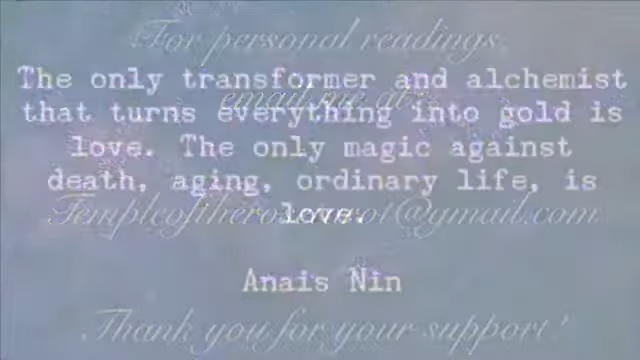 For personal readings,
The only transformer and alchemist
email me at:
that turns everything into gold is
love. The only magic against
death, aging, ordinary life, is
Templeoftherosetarot@gmail.com
love.
Anais Nin
Thank you for your support!